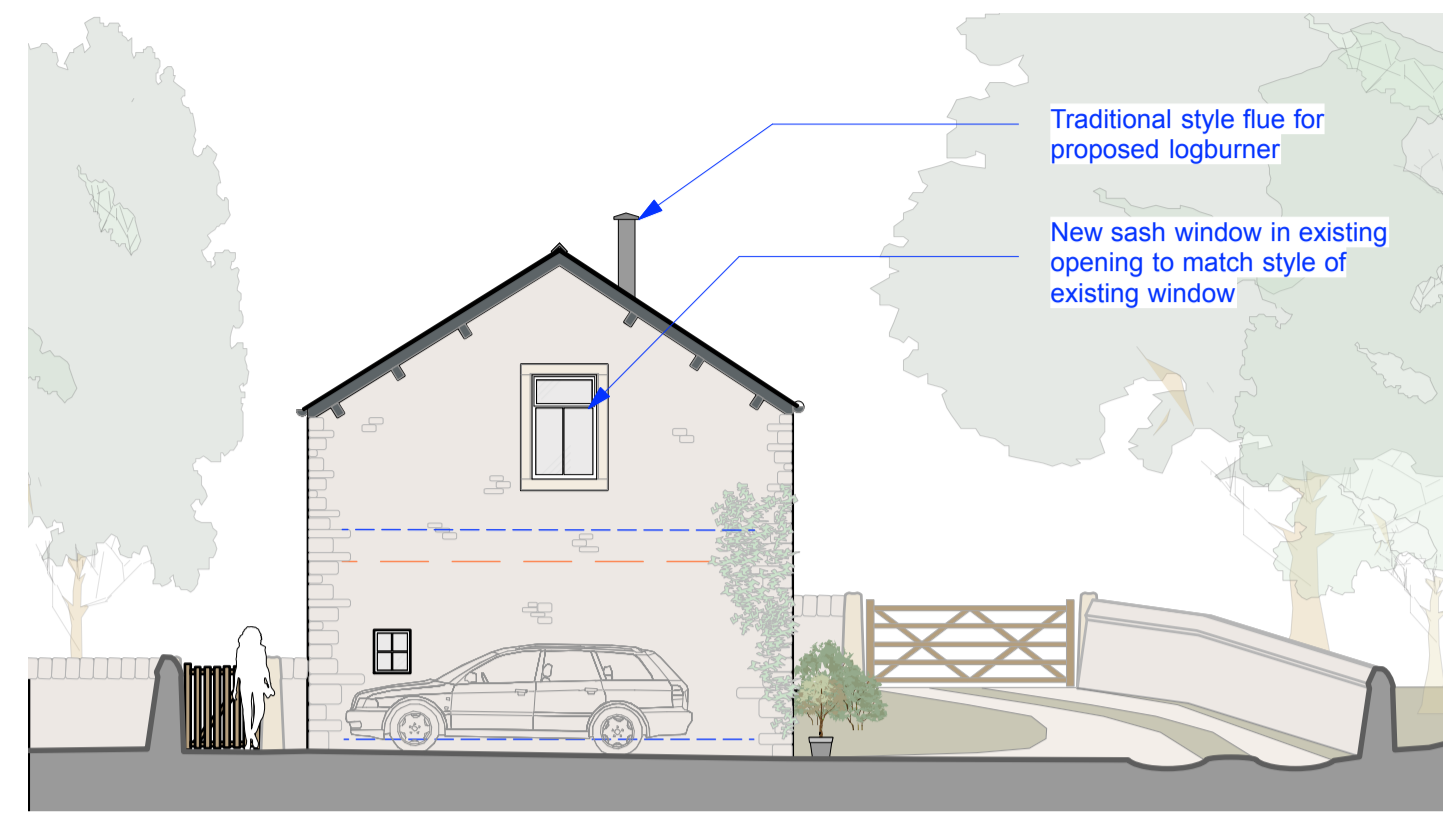 Traditional style flue for
proposed logburner
New sash window in existing
opening to match style of
existing window